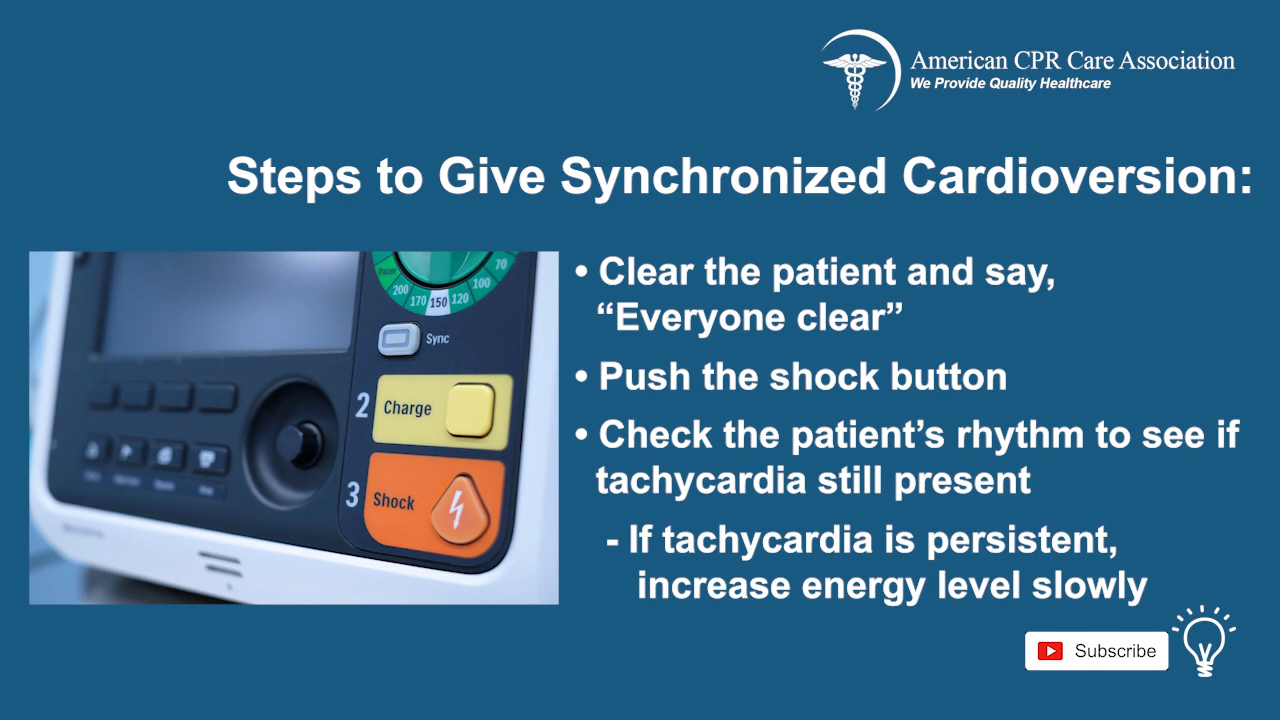 American CPR Care Association
We Provide Quality Healthcare
Steps to Give Synchronized Cardioversion:
• Clear the patient and say,
“Everyone clear”
• Push the shock button
• Check the patient’s rhythm to see if
tachycardia still present
- If tachycardia is persistent,
increase energy level slowly
Pacer
200
170
150
120
100
70
Sync
2 Charge
3 Shock
Subscribe